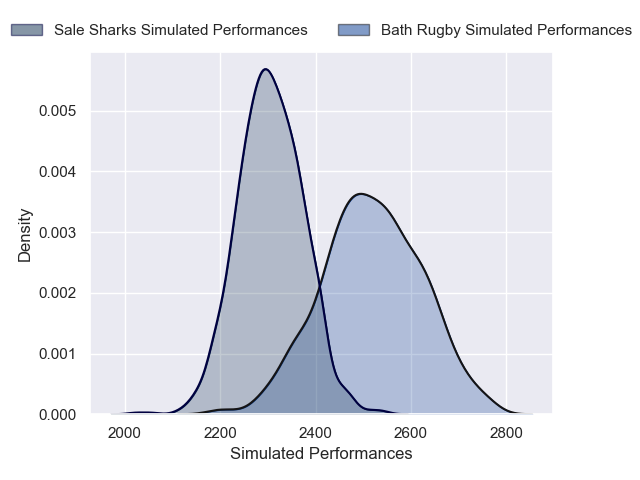 Sale Sharks Simulated Performances
Bath Rugby Simulated Performances
Density
0.005
0.004
0.003
0.002
0.001
0.000
2000 2200 2400 2600 2800
Simulated Performances